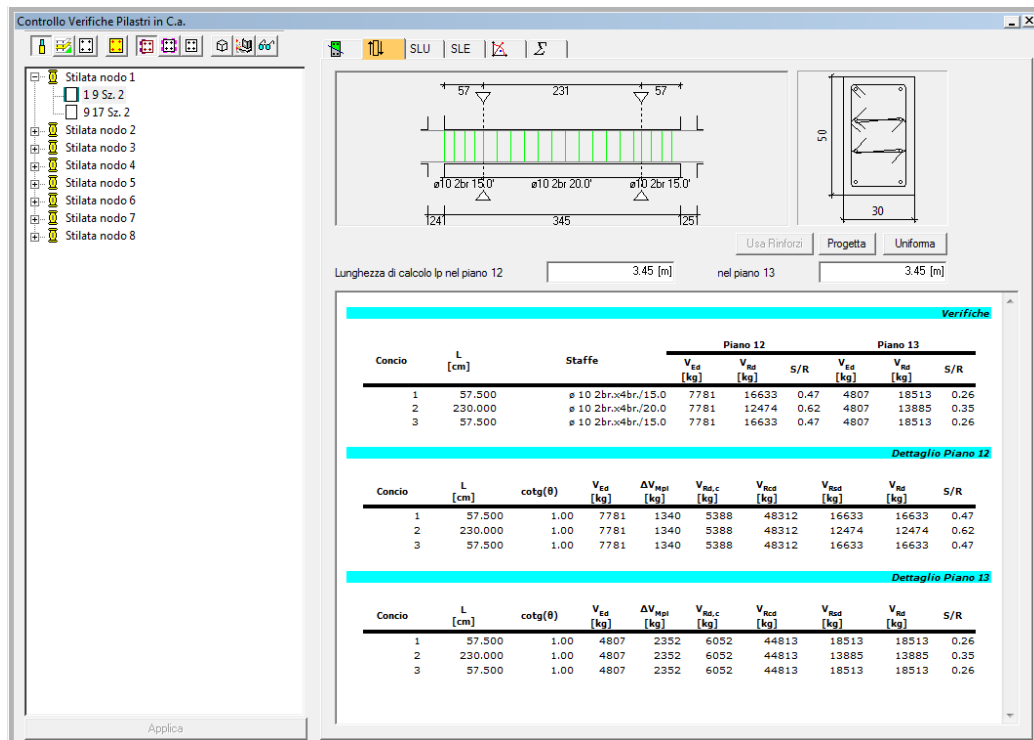 Controllo Verifiche Pilastri in C.a.
SLU SLE Σ
Stilata nodo 1
1 9 Sz. 2
9 17 Sz. 2
Stilata nodo 2
Stilata nodo 3
Stilata nodo 4
Stilata nodo 5
Stilata nodo 6
Stilata nodo 7
Stilata nodo 8
Applica
57 231 57
ø10 2br 15.0' ø10 2br 20.0' ø10 2br 15.0'
24 345 25
50
30
Usa Rinforzi Progetta Uniforma
Lunghezza di calcolo lp nel piano 12 3.45 [m] nel piano 13 3.45 [m]
Verifiche
Piano 12 Piano 13
Concio L [cm] Staffe VEd [kg] VRd [kg] S/R VEd [kg] VRd [kg] S/R
1 57.500 ø 10 2br.x4br./15.0 7781 16633 0.47 4807 18513 0.26
2 230.000 ø 10 2br.x4br./20.0 7781 12474 0.62 4807 13885 0.35
3 57.500 ø 10 2br.x4br./15.0 7781 16633 0.47 4807 18513 0.26
Dettaglio Piano 12
Concio L [cm] cotg(θ) VEd [kg] ΔVMpl [kg] VRd,c [kg] VRcd [kg] VRsd [kg] VRd [kg] S/R
1 57.500 1.00 7781 1340 5388 48312 16633 16633 0.47
2 230.000 1.00 7781 1340 5388 48312 12474 12474 0.62
3 57.500 1.00 7781 1340 5388 48312 16633 16633 0.47
Dettaglio Piano 13
Concio L [cm] cotg(θ) VEd [kg] ΔVMpl [kg] VRd,c [kg] VRcd [kg] VRsd [kg] VRd [kg] S/R
1 57.500 1.00 4807 2352 6052 44813 18513 18513 0.26
2 230.000 1.00 4807 2352 6052 44813 13885 13885 0.35
3 57.500 1.00 4807 2352 6052 44813 18513 18513 0.26